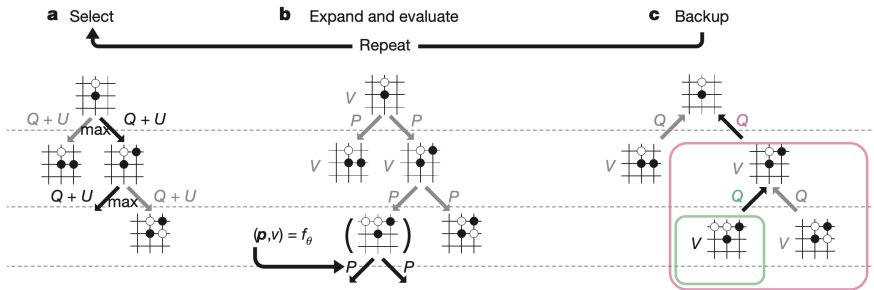 a Select
b Expand and evaluate
c Backup
Repeat
Q + U
max
Q + U
Q + U
max
Q + U
V
P
P
V
V
P
P
(p,v) = fθ
( )
P
P
Q
Q
V
V
Q
Q
V
V